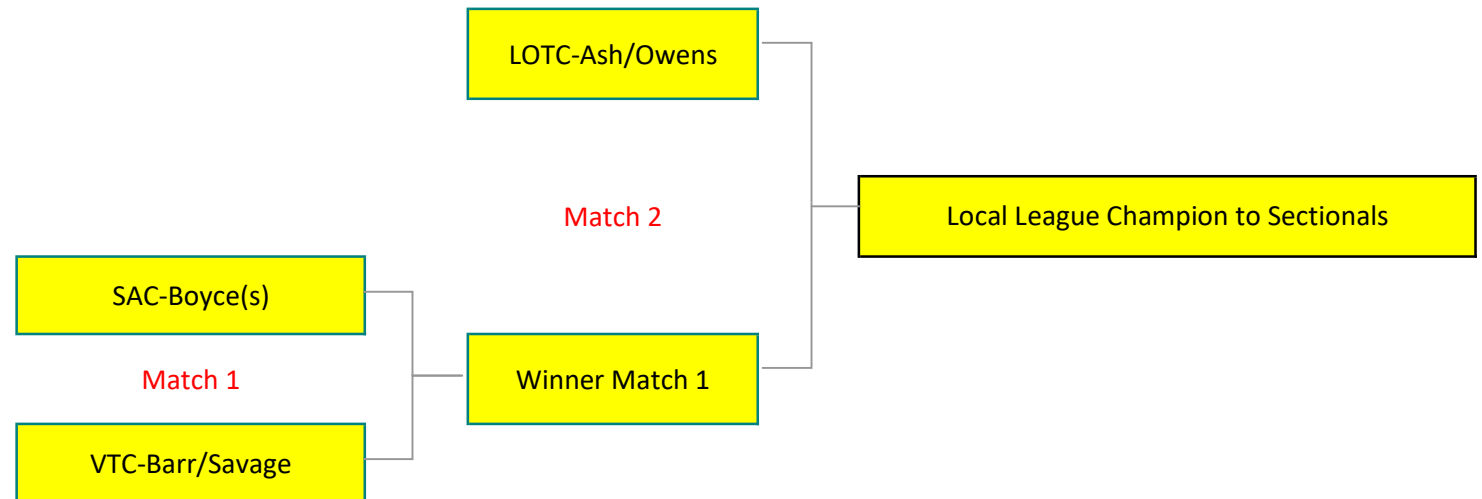 LOTC-Ash/Owens
Match 2
Local League Champion to Sectionals
SAC-Boyce(s)
Match 1
Winner Match 1
VTC-Barr/Savage